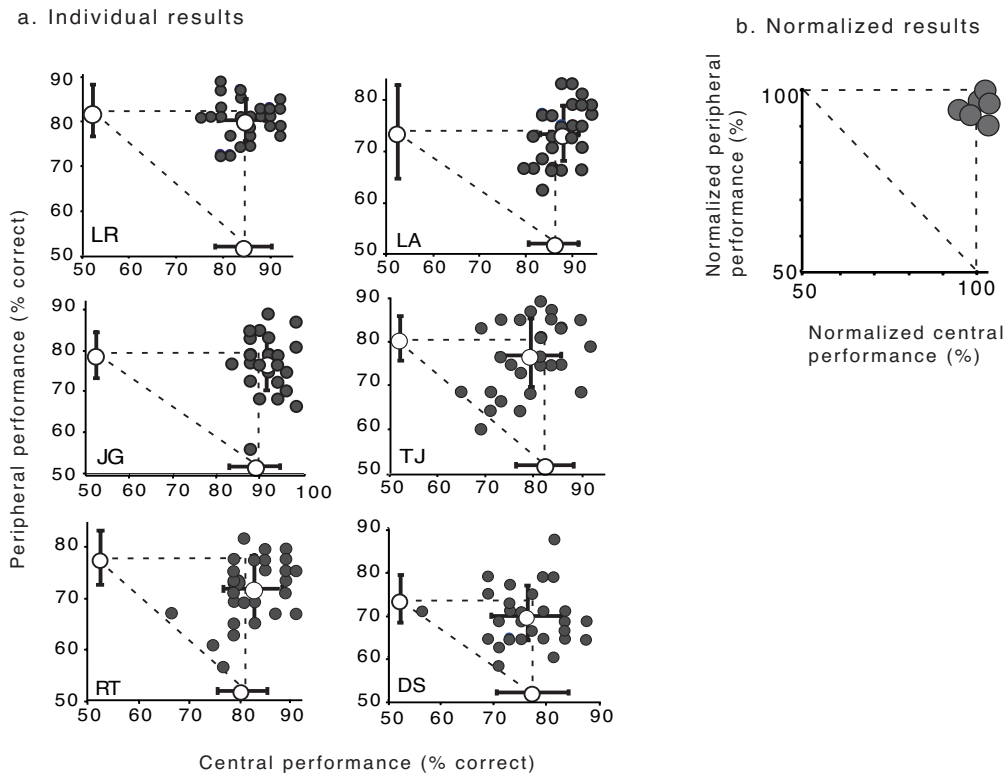 a. Individual results
b. Normalized results
Peripheral performance (% correct)
90
80
70
60
50
LR
50 60 70 80 90
80
70
60
50
LA
50 60 70 80 90
90
80
70
60
50
JG
50 60 70 80 90 100
90
80
70
60
50
TJ
50 60 70 80 90
80
70
60
50
RT
50 60 70 80 90
90
80
70
60
50
DS
50 60 70 80 90
Central performance (% correct)
Normalized peripheral
performance (%)
100
50
50 100
Normalized central
performance (%)